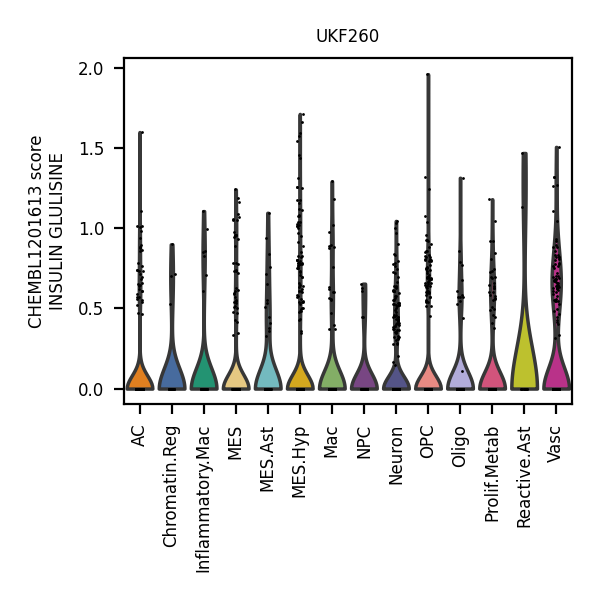 UKF260
CHEMBL1201613 score
INSULIN GLULISINE
2.0
1.5
1.0
0.5
0.0
AC
Chromatin.Reg
Inflammatory.Mac
MES
MES.Ast
MES.Hyp
Mac
NPC
Neuron
OPC
Oligo
Prolif.Metab
Reactive.Ast
Vasc